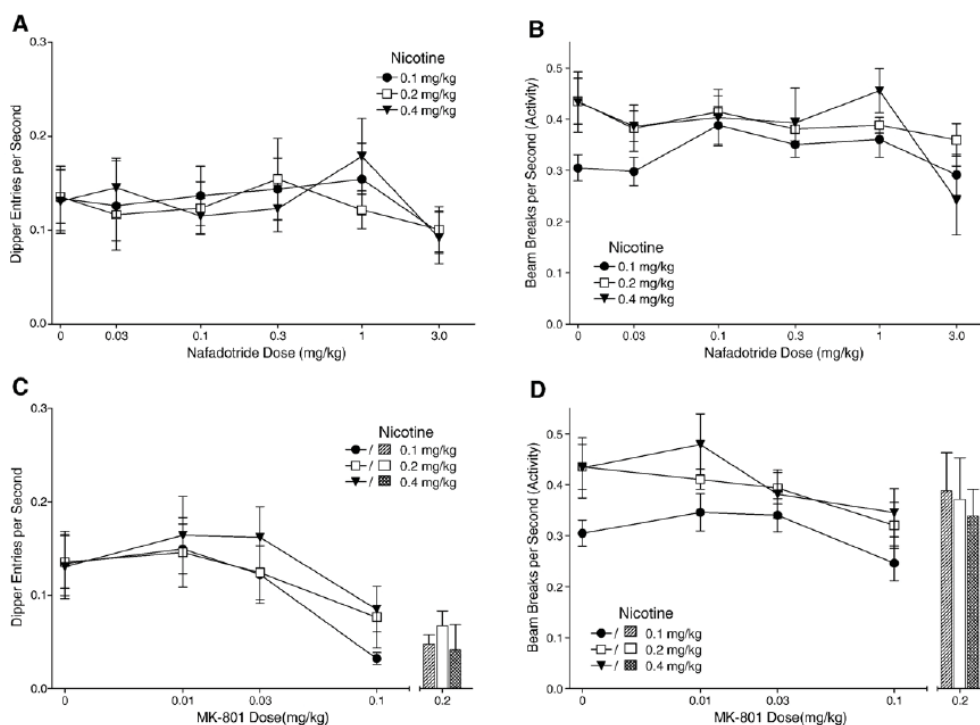 A
0.3
0.2
0.1
0.0
Dipper Entries per Second
Nicotine
0.1 mg/kg
0.2 mg/kg
0.4 mg/kg
0 0.03 0.1 0.3 1 3.0
Nafadotride Dose (mg/kg)
B
0.5
0.4
0.3
0.2
0.1
0.0
Beam Breaks per Second (Activity)
Nicotine
0.1 mg/kg
0.2 mg/kg
0.4 mg/kg
0 0.03 0.1 0.3 1 3.0
Nafadotride Dose (mg/kg)
C
0.3
0.2
0.1
0.0
Dipper Entries per Second
Nicotine
/ 0.1 mg/kg
/ 0.2 mg/kg
/ 0.4 mg/kg
0 0.01 0.03 0.1 0.2
MK-801 Dose(mg/kg)
D
0.5
0.4
0.3
0.2
0.1
0.0
Beam Breaks per Second (Activity)
Nicotine
/ 0.1 mg/kg
/ 0.2 mg/kg
/ 0.4 mg/kg
0 0.01 0.03 0.1 0.2
MK-801 Dose(mg/kg)